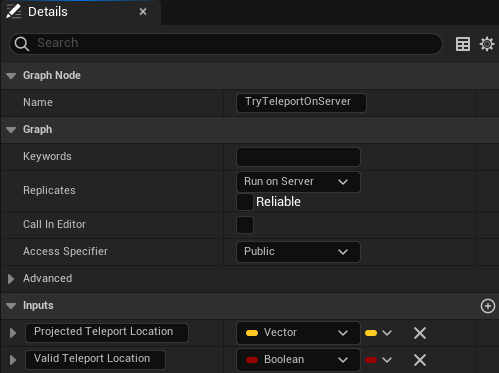 Details
Search
Graph Node
Name TryTeleportOnServer
Graph
Keywords
Replicates Run on Server
Reliable
Call In Editor
Access Specifier Public
Advanced
Inputs
Projected Teleport Location Vector
Valid Teleport Location Boolean